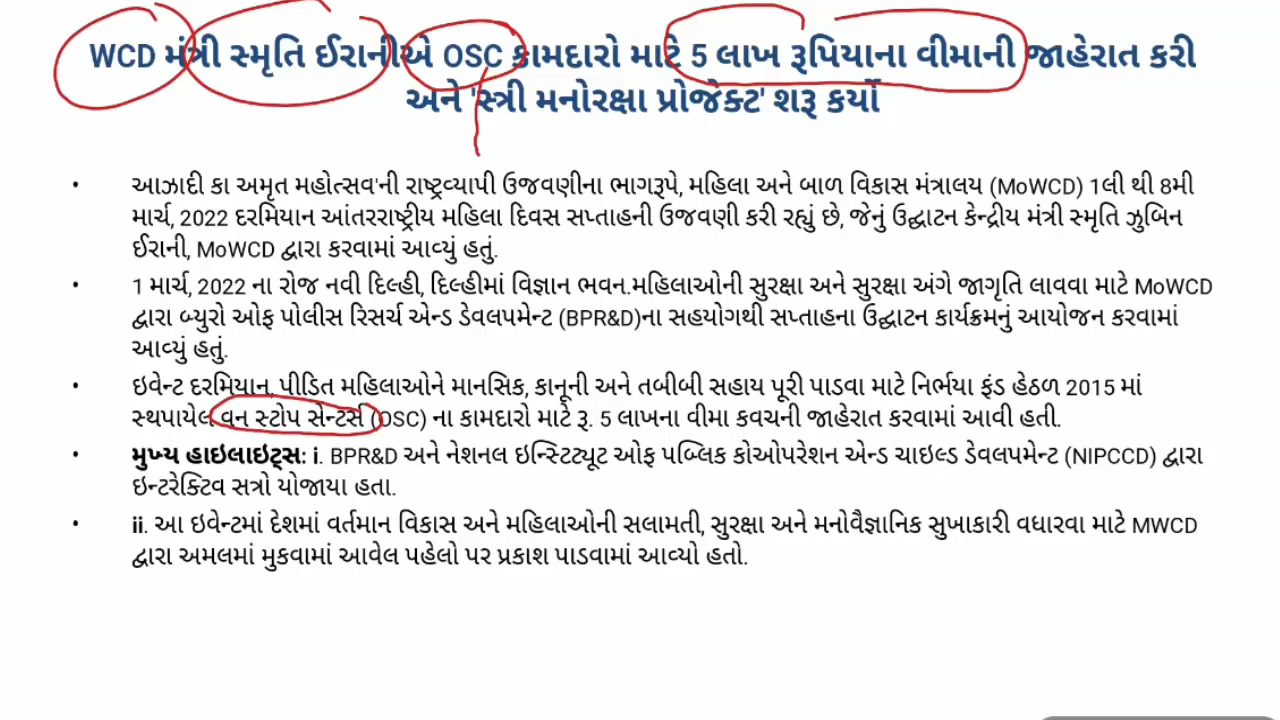 WCD મંત્રી સ્મૃતિ ઈરાનીએ OSC કામદારો માટે 5 લાખ રૂપિયાના વીમાની જાહેરાત કરી
અને 'સ્ત્રી મનોરક્ષા પ્રોજેક્ટ' શરૂ કર્યો
• આઝાદી કા અમૃત મહોત્સવ'ની રાષ્ટ્રવ્યાપી ઉજવણીના ભાગરૂપે, મહિલા અને બાળ વિકાસ મંત્રાલય (MoWCD) 1લી થી 8મી
માર્ચ, 2022 દરમિયાન આંતરરાષ્ટ્રીય મહિલા દિવસ સપ્તાહની ઉજવણી કરી રહ્યું છે, જેનું ઉદ્ઘાટન કેન્દ્રીય મંત્રી સ્મૃતિ ઝુબિન
ઈરાની, MoWCD દ્વારા કરવામાં આવ્યું હતું.
• 1 માર્ચ, 2022 ના રોજ નવી દિલ્હી, દિલ્હીમાં વિજ્ઞાન ભવન.મહિલાઓની સુરક્ષા અને સુરક્ષા અંગે જાગૃતિ લાવવા માટે MoWCD
દ્વારા બ્યુરો ઓફ પોલીસ રિસર્ચ એન્ડ ડેવલપમેન્ટ (BPR&D)ના સહયોગથી સપ્તાહના ઉદ્ઘાટન કાર્યક્રમનું આયોજન કરવામાં
આવ્યું હતું.
• ઇવેન્ટ દરમિયાન, પીડિત મહિલાઓને માનસિક, કાનૂની અને તબીબી સહાય પૂરી પાડવા માટે નિર્ભયા ફંડ હેઠળ 2015 માં
સ્થપાયેલ વન સ્ટોપ સેન્ટર્સ (OSC) ના કામદારો માટે રૂ. 5 લાખના વીમા કવચની જાહેરાત કરવામાં આવી હતી.
• મુખ્ય હાઇલાઇટ્સ: i. BPR&D અને નેશનલ ઇન્સ્ટિટ્યૂટ ઓફ પબ્લિક કોઓપરેશન એન્ડ ચાઇલ્ડ ડેવલપમેન્ટ (NIPCCD) દ્વારા
ઇન્ટરેક્ટિવ સત્રો યોજાયા હતા.
• ii. આ ઇવેન્ટમાં દેશમાં વર્તમાન વિકાસ અને મહિલાઓની સલામતી, સુરક્ષા અને મનોવૈજ્ઞાનિક સુખાકારી વધારવા માટે MWCD
દ્વારા અમલમાં મુકવામાં આવેલ પહેલો પર પ્રકાશ પાડવામાં આવ્યો હતો.